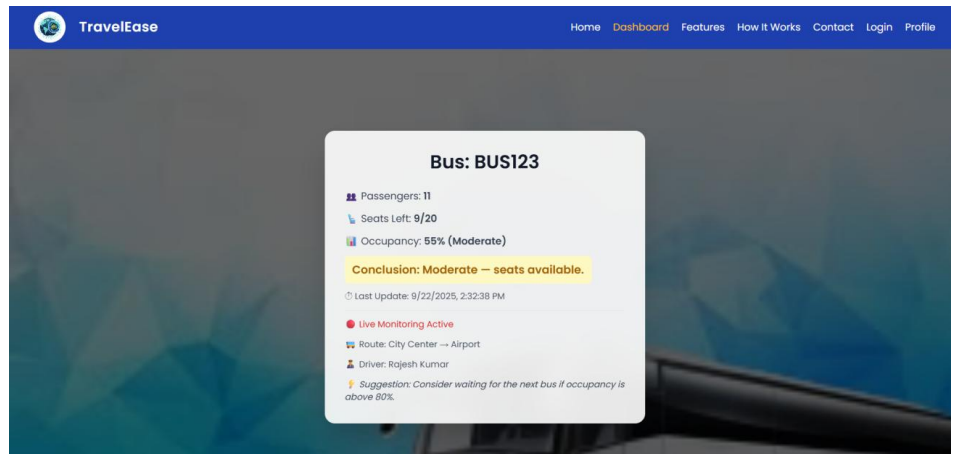 TravelEase
Home Dashboard Features How It Works Contact Login Profile
Bus: BUS123
Passengers: 11
Seats Left: 9/20
Occupancy: 55% (Moderate)
Conclusion: Moderate — seats available.
Last Update: 9/22/2025, 2:32:38 PM
Live Monitoring Active
Route: City Center → Airport
Driver: Rajesh Kumar
Suggestion: Consider waiting for the next bus if occupancy is
above 80%.